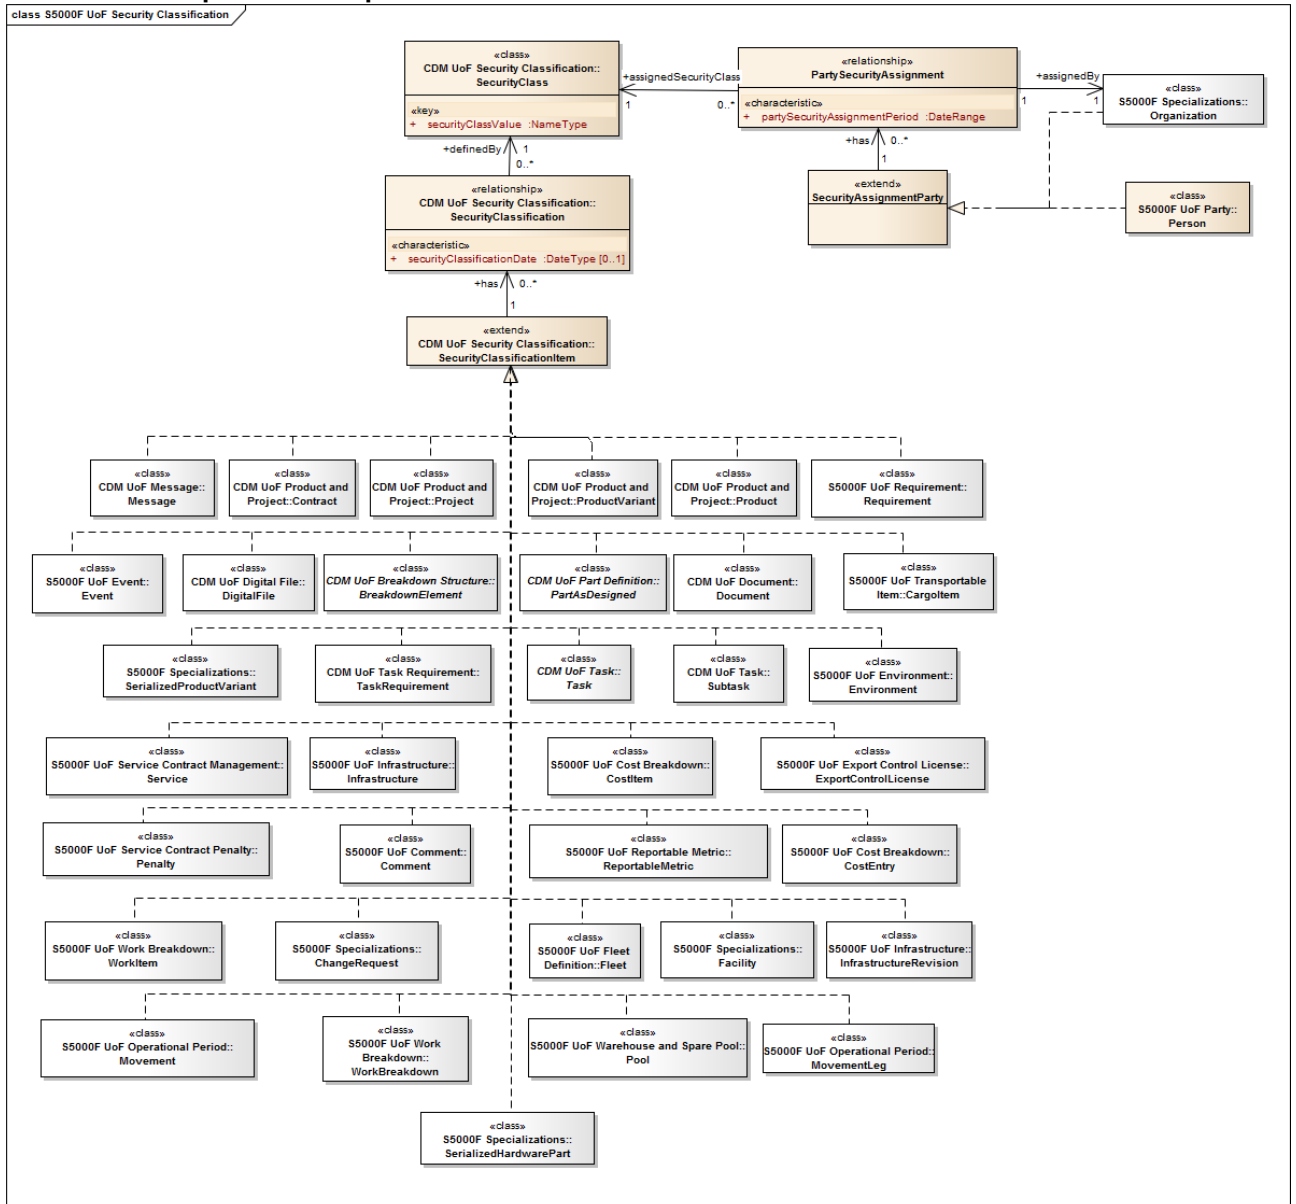 class S5000F UoF Security Classification
«class»
CDM UoF Security Classification::
SecurityClass
«key»
+ securityClassValue :NameType
+assignedSecurityClass
1
0..*
«relationship»
PartySecurityAssignment
«characteristic»
+ partySecurityAssignmentPeriod :DateRange
+assignedBy
1
1
«class»
S5000F Specializations::
Organization
+definedBy
1
0..*
+has
0..*
1
«relationship»
CDM UoF Security Classification::
SecurityClassification
«characteristic»
+ securityClassificationDate :DateType [0..1]
«extend»
SecurityAssignmentParty
«class»
S5000F UoF Party::
Person
+has
0..*
1
«extend»
CDM UoF Security Classification::
SecurityClassificationItem
«class»
CDM UoF Message::
Message
«class»
CDM UoF Product and
Project::Contract
«class»
CDM UoF Product and
Project::Project
«class»
CDM UoF Product and
Project::ProductVariant
«class»
CDM UoF Product and
Project::Product
«class»
S5000F UoF Requirement::
Requirement
«class»
S5000F UoF Event::
Event
«class»
CDM UoF Digital File::
DigitalFile
«class»
CDM UoF Breakdown Structure::
BreakdownElement
«class»
CDM UoF Part Definition::
PartAsDesigned
«class»
CDM UoF Document::
Document
«class»
S5000F UoF Transportable
Item::CargoItem
«class»
S5000F Specializations::
SerializedProductVariant
«class»
CDM UoF Task Requirement::
TaskRequirement
«class»
CDM UoF Task::
Task
«class»
CDM UoF Task::
Subtask
«class»
S5000F UoF Environment::
Environment
«class»
S5000F UoF Service Contract Management::
Service
«class»
S5000F UoF Infrastructure::
Infrastructure
«class»
S5000F UoF Cost Breakdown::
CostItem
«class»
S5000F UoF Export Control License::
ExportControlLicense
«class»
S5000F UoF Service Contract Penalty::
Penalty
«class»
S5000F UoF Comment::
Comment
«class»
S5000F UoF Reportable Metric::
ReportableMetric
«class»
S5000F UoF Cost Breakdown::
CostEntry
«class»
S5000F UoF Work Breakdown::
WorkItem
«class»
S5000F Specializations::
ChangeRequest
«class»
S5000F UoF Fleet
Definition::Fleet
«class»
S5000F Specializations::
Facility
«class»
S5000F UoF Infrastructure::
InfrastructureRevision
«class»
S5000F UoF Operational Period::
Movement
«class»
S5000F UoF Work
Breakdown::
WorkBreakdown
«class»
S5000F UoF Warehouse and Spare Pool::
Pool
«class»
S5000F UoF Operational Period::
MovementLeg
«class»
S5000F Specializations::
SerializedHardwarePart